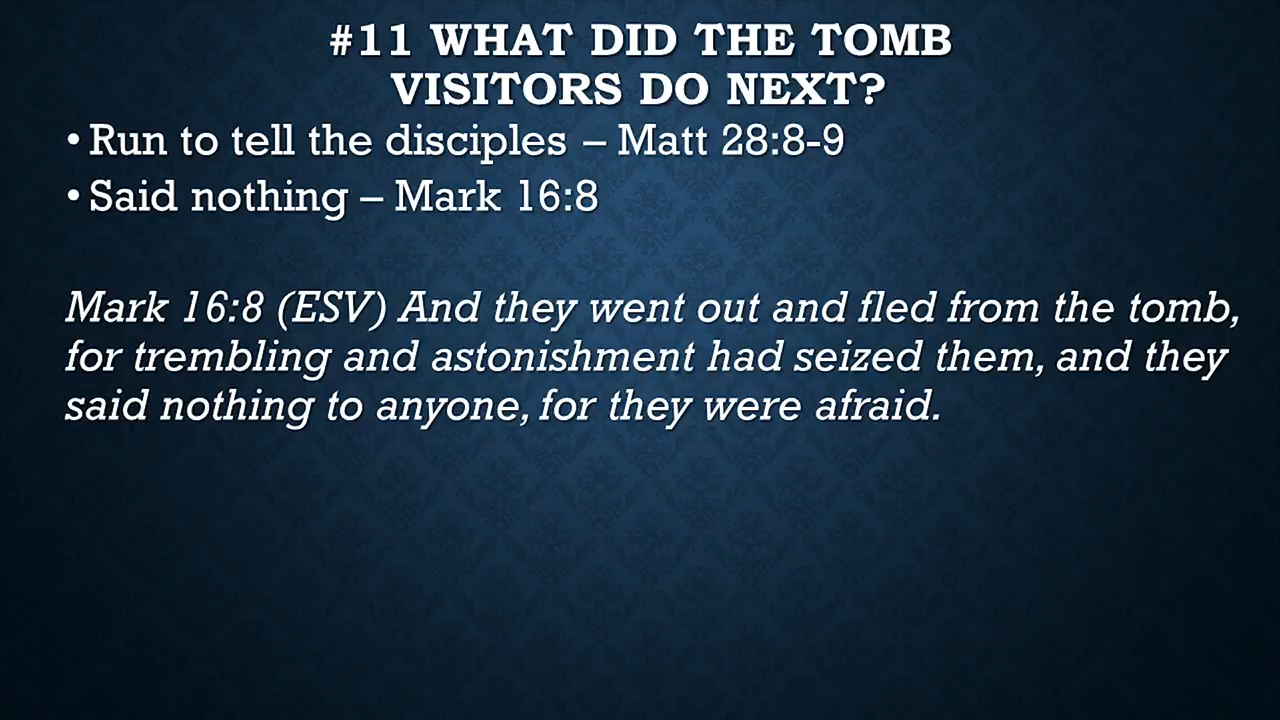 #11 WHAT DID THE TOMB
VISITORS DO NEXT?
• Run to tell the disciples – Matt 28:8-9
• Said nothing – Mark 16:8
Mark 16:8 (ESV) And they went out and fled from the tomb,
for trembling and astonishment had seized them, and they
said nothing to anyone, for they were afraid.